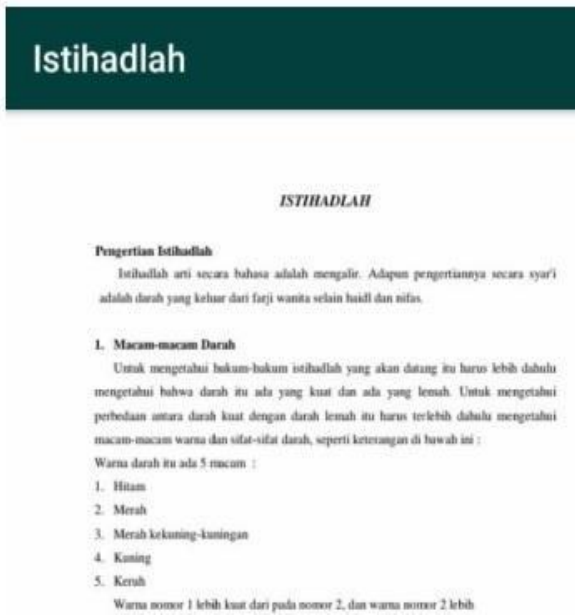 Istihadlah
ISTIHADLAH
Pengertian Istihadlah
Istihadlah arti secara bahasa adalah mengalir. Adapun pengertiannya secara syar'i
adalah darah yang keluar dari farji wanita selain haidl dan nifas.
1. Macam-macam Darah
Untuk mengetahui hukum-hukum istihadlah yang akan datang itu harus lebih dahulu
mengetahui bahwa darah itu ada yang kuat dan ada yang lemah. Untuk mengetahui
perbedaan antara darah kuat dengan darah lemah itu harus terlebih dahulu mengetahui
macam-macam warna dan sifat-sifat darah, seperti keterangan di bawah ini :
Warna darah itu ada 5 macam :
1. Hitam
2. Merah
3. Merah kekuning-kuningan
4. Kuning
5. Keruh
Warna nomor 1 lebih kuat dari pada nomor 2, dan warna nomor 2 lebih